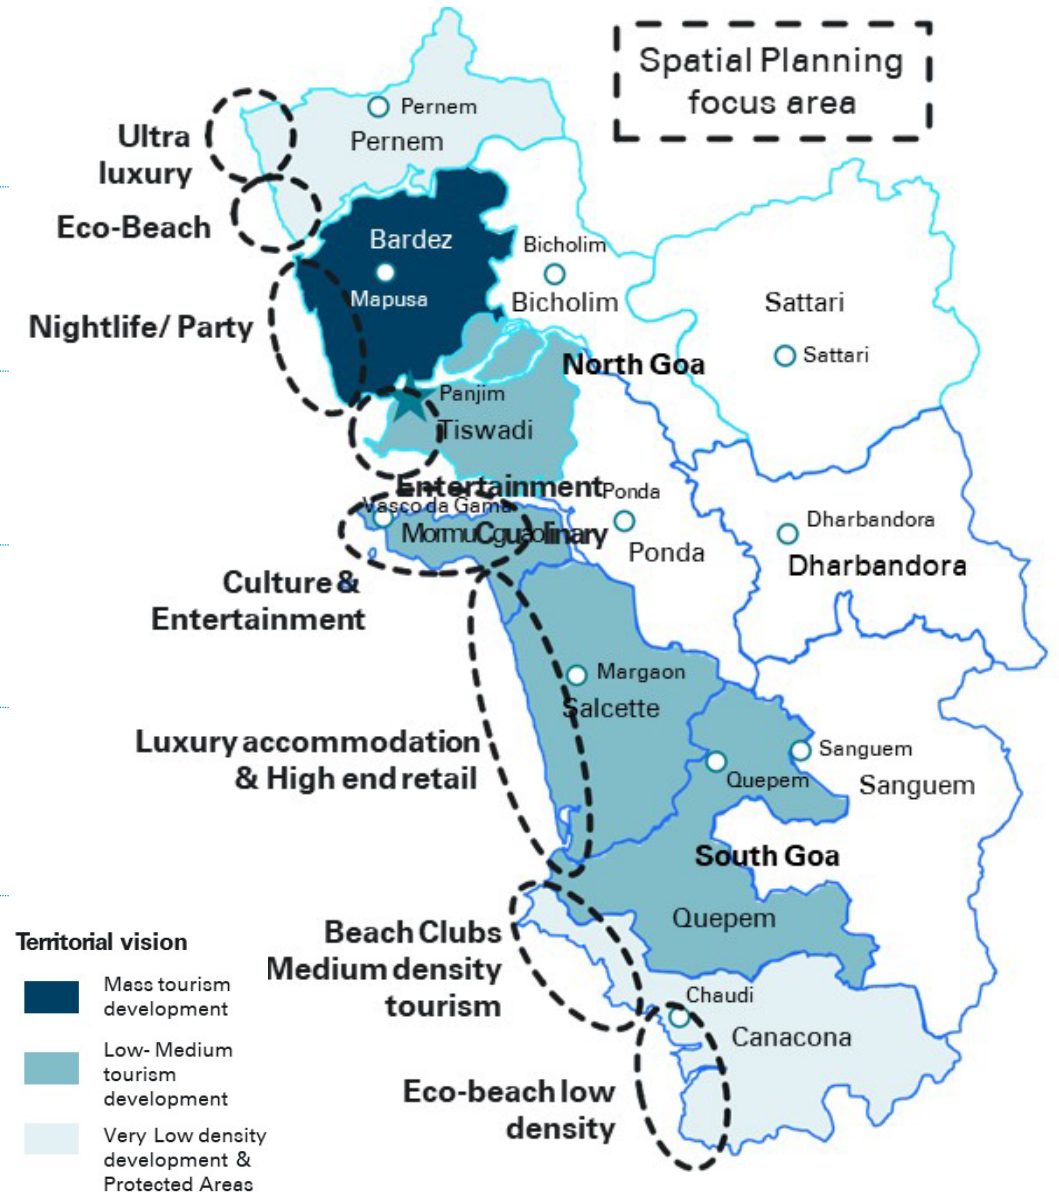 Spatial Planning
focus area
Pernem
Pernem
Ultra
luxury
Eco-Beach
Bardez
Mapusa
Bicholim
Bicholim
Sattari
Sattari
Nightlife/ Party
North Goa
Panjim
Tiswadi
Entertainment
Culinary
Ponda
Ponda
Vasco da Gama
Mormugao
Dharbandora
Dharbandora
Culture &
Entertainment
Margaon
Salcette
Luxury accommodation
& High end retail
Sanguem
Sanguem
Quepem
South Goa
Quepem
Beach Clubs
Medium density
tourism
Chaudi
Canacona
Eco-beach low
density
Territorial vision
Mass tourism
development
Low- Medium
tourism
development
Very Low density
development &
Protected Areas